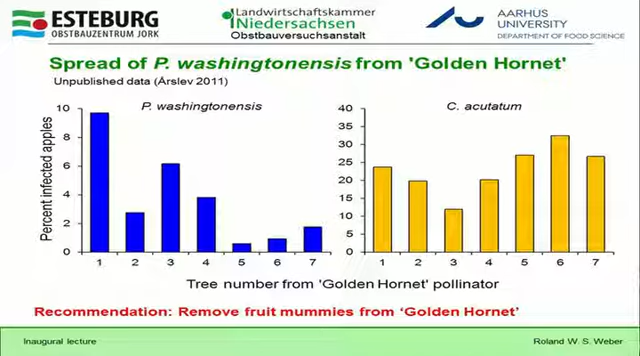 ESTEBURG
OBSTBAUZENTRUM JORK
Landwirtschaftskammer
Niedersachsen
Obstbauversuchsanstalt
AARHUS
UNIVERSITY
DEPARTMENT OF FOOD SCIENCE
Spread of P. washingtonensis from 'Golden Hornet'
Unpublished data (Årslev 2011)
P. washingtonensis
C. acutatum
Percent infected apples
10
8
6
4
2
0
1 2 3 4 5 6 7
40
35
30
25
20
15
10
5
0
1 2 3 4 5 6 7
Tree number from 'Golden Hornet' pollinator
Recommendation: Remove fruit mummies from ‘Golden Hornet’
Inaugural lecture
Roland W. S. Weber